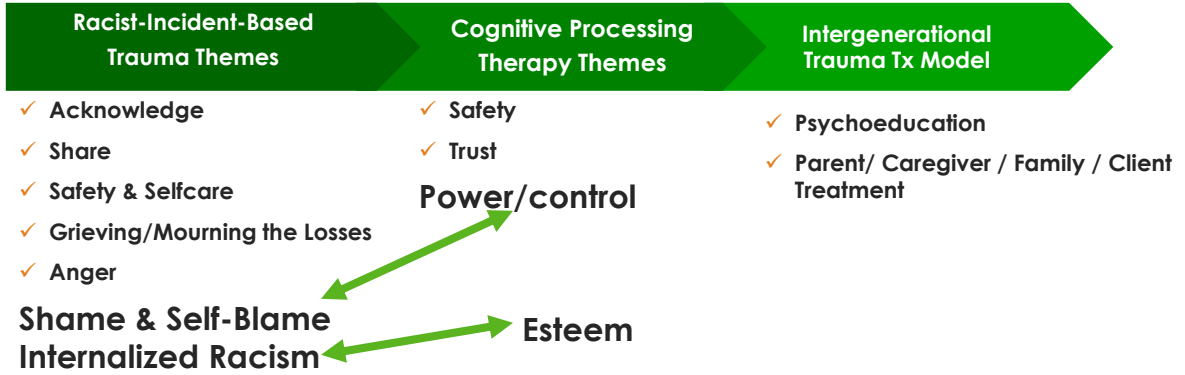 Racist-Incident-Based
Trauma Themes
Cognitive Processing
Therapy Themes
Intergenerational
Trauma Tx Model
✓ Acknowledge
✓ Share
✓ Safety & Selfcare
✓ Grieving/Mourning the Losses
✓ Anger
Shame & Self-Blame
Internalized Racism
✓ Safety
✓ Trust
Power/control
Esteem
✓ Psychoeducation
✓ Parent/ Caregiver / Family / Client
Treatment